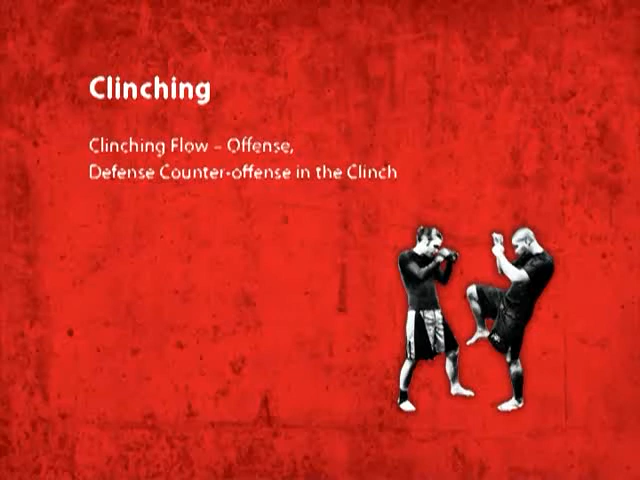 Clinching
Clinching Flow – Offense,
Defense Counter-offense in the Clinch